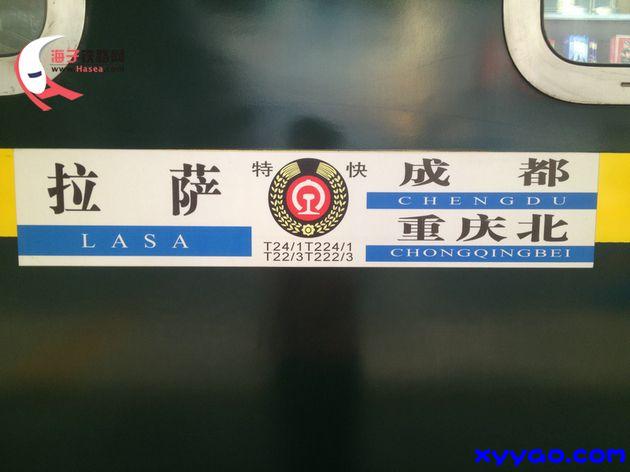 海子铁路网
www.Hasea.com
拉 萨
LASA
特 快
T24/1T224/1
T22/3T222/3
成 都
CHENGDU
重庆北
CHONGQINGBEI
xyygo.com